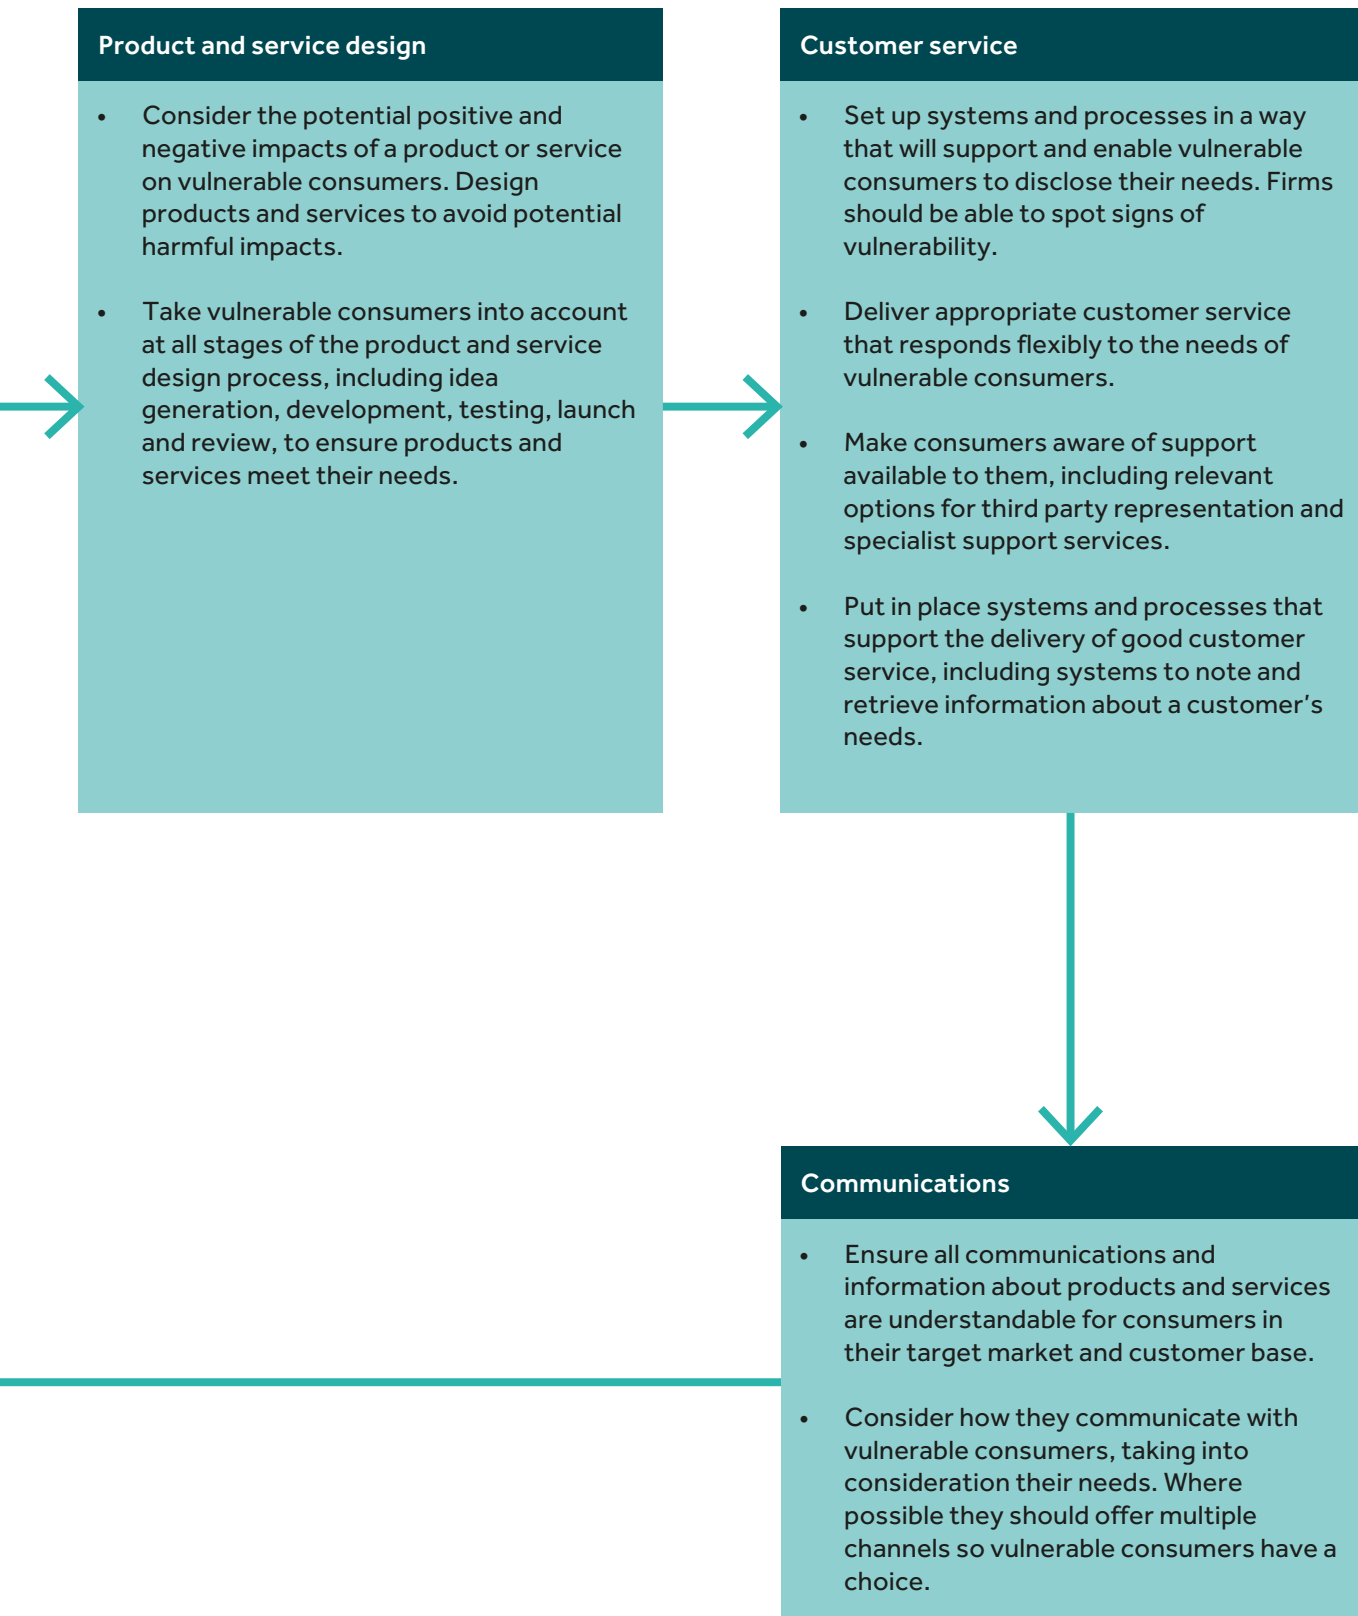 Product and service design
• Consider the potential positive and
negative impacts of a product or service
on vulnerable consumers. Design
products and services to avoid potential
harmful impacts.
• Take vulnerable consumers into account
at all stages of the product and service
design process, including idea
generation, development, testing, launch
and review, to ensure products and
services meet their needs.
Customer service
• Set up systems and processes in a way
that will support and enable vulnerable
consumers to disclose their needs. Firms
should be able to spot signs of
vulnerability.
• Deliver appropriate customer service
that responds flexibly to the needs of
vulnerable consumers.
• Make consumers aware of support
available to them, including relevant
options for third party representation and
specialist support services.
• Put in place systems and processes that
support the delivery of good customer
service, including systems to note and
retrieve information about a customer’s
needs.
Communications
• Ensure all communications and
information about products and services
are understandable for consumers in
their target market and customer base.
• Consider how they communicate with
vulnerable consumers, taking into
consideration their needs. Where
possible they should offer multiple
channels so vulnerable consumers have a
choice.